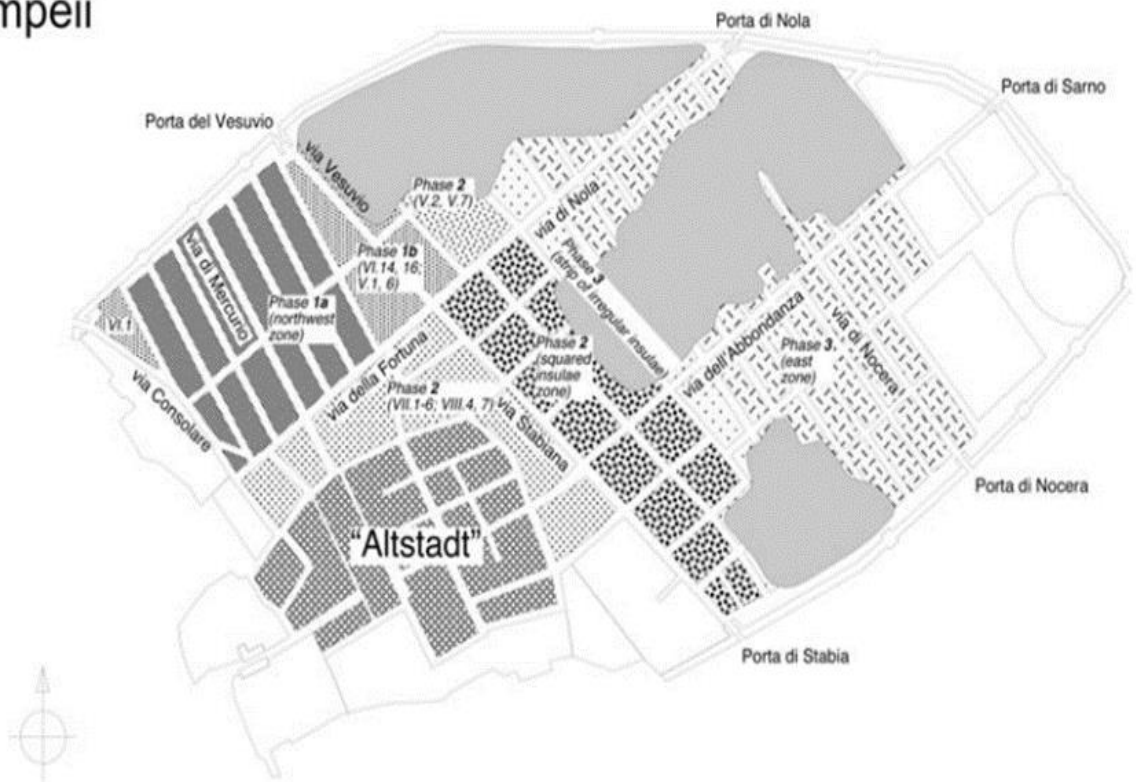 mpeii
Porta di Nola
Porta di Sarno
Porta del Vesuvio
via Vesuvio
Phase 2
(V.2, V.7)
via di Nola
Phase 1b
(VI.14, 16;
V.1, 6)
via di Mercurio
Phase 3
(strip of irregular insulae)
Phase 1a
(northwest
zone)
VI.1
via dell'Abbondanza
via di Nocera
Phase 3
(east
zone)
via della Fortuna
Phase 2
(squared
insulae
zone)
via Consolare
Phase 2
(VII.1-6; VIII.4, 7)
via Stabiana
Porta di Nocera
"Altstadt"
Porta di Stabia